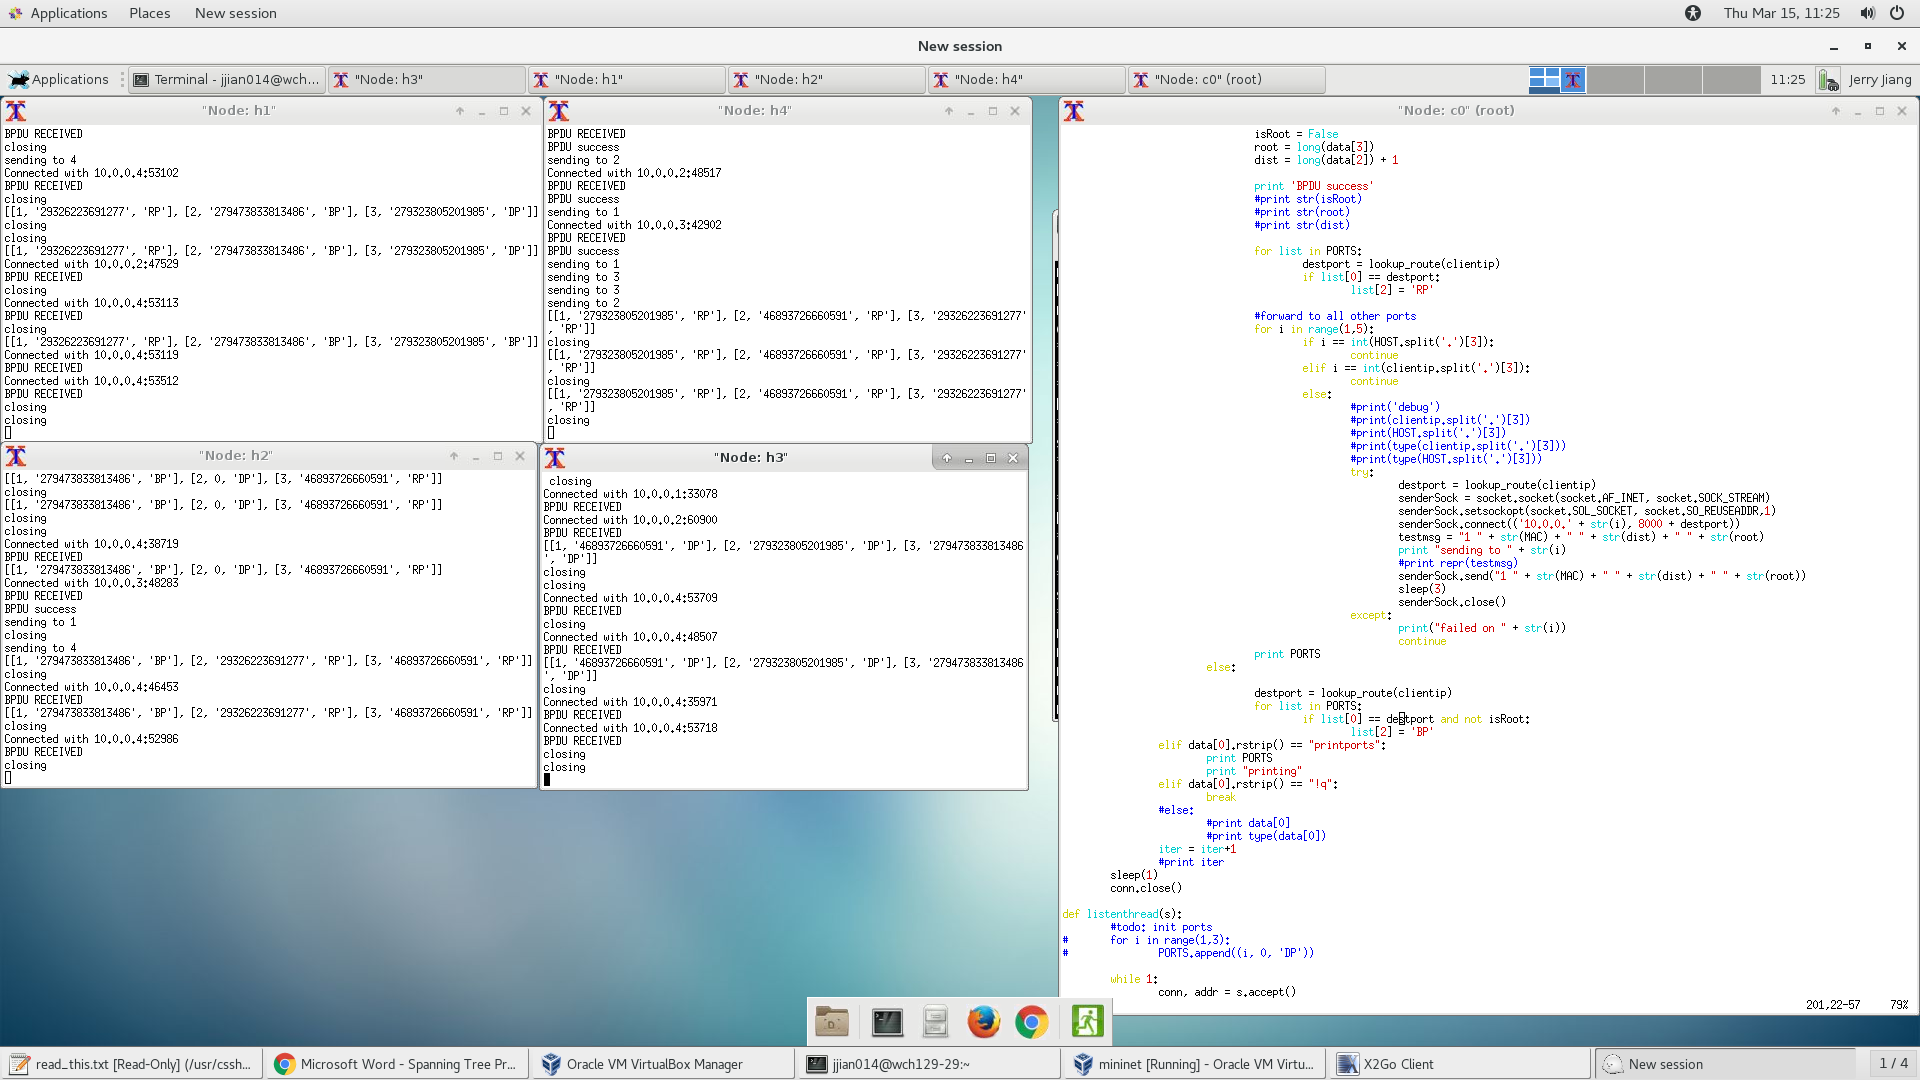 Applications Places New session
Thu Mar 15, 11:25
New session
Applications
Terminal - jjian014@wch...
"Node: h3"
"Node: h1"
"Node: h2"
"Node: h4"
"Node: c0" (root)
11:25
Jerry Jiang
"Node: h1"
BPDU RECEIVED
closing
sending to 4
Connected with 10.0.0.4:53102
BPDU RECEIVED
closing
[[1, '29326223691277', 'RP'], [2, '279473833813486', 'BP'], [3, '279323805201985', 'DP']]
closing
closing
[[1, '29326223691277', 'RP'], [2, '279473833813486', 'BP'], [3, '279323805201985', 'DP']]
Connected with 10.0.0.2:47529
BPDU RECEIVED
closing
Connected with 10.0.0.4:53113
BPDU RECEIVED
closing
[[1, '29326223691277', 'RP'], [2, '279473833813486', 'BP'], [3, '279323805201985', 'BP']]
Connected with 10.0.0.4:53119
BPDU RECEIVED
Connected with 10.0.0.4:53512
BPDU RECEIVED
closing
closing
"Node: h4"
BPDU RECEIVED
BPDU success
sending to 2
Connected with 10.0.0.2:48517
BPDU RECEIVED
BPDU success
sending to 1
Connected with 10.0.0.3:42902
BPDU RECEIVED
BPDU success
sending to 1
sending to 3
sending to 3
sending to 2
[[1, '279323805201985', 'RP'], [2, '46893726660591', 'RP'], [3, '29326223691277'
, 'RP']]
closing
[[1, '279323805201985', 'RP'], [2, '46893726660591', 'RP'], [3, '29326223691277'
, 'RP']]
closing
[[1, '279323805201985', 'RP'], [2, '46893726660591', 'RP'], [3, '29326223691277'
, 'RP']]
closing
"Node: h2"
[[1, '279473833813486', 'BP'], [2, 0, 'DP'], [3, '46893726660591', 'RP']]
closing
[[1, '279473833813486', 'BP'], [2, 0, 'DP'], [3, '46893726660591', 'RP']]
closing
closing
Connected with 10.0.0.4:38719
BPDU RECEIVED
[[1, '279473833813486', 'BP'], [2, 0, 'DP'], [3, '46893726660591', 'RP']]
Connected with 10.0.0.3:48283
BPDU RECEIVED
BPDU success
sending to 1
closing
sending to 4
[[1, '279473833813486', 'BP'], [2, '29326223691277', 'RP'], [3, '46893726660591', 'RP']]
closing
Connected with 10.0.0.4:46453
BPDU RECEIVED
[[1, '279473833813486', 'BP'], [2, '29326223691277', 'RP'], [3, '46893726660591', 'RP']]
closing
Connected with 10.0.0.4:52986
BPDU RECEIVED
closing
"Node: h3"
closing
Connected with 10.0.0.1:33078
BPDU RECEIVED
Connected with 10.0.0.2:60900
BPDU RECEIVED
[[1, '46893726660591', 'DP'], [2, '279323805201985', 'DP'], [3, '279473833813486
', 'DP']]
closing
closing
Connected with 10.0.0.4:53709
BPDU RECEIVED
closing
Connected with 10.0.0.4:48507
BPDU RECEIVED
[[1, '46893726660591', 'DP'], [2, '279323805201985', 'DP'], [3, '279473833813486
', 'DP']]
closing
Connected with 10.0.0.4:35971
BPDU RECEIVED
Connected with 10.0.0.4:53718
BPDU RECEIVED
closing
closing
"Node: c0" (root)
isRoot = False
root = long(data[3])
dist = long(data[2]) + 1
print 'BPDU success'
#print str(isRoot)
#print str(root)
#print str(dist)
for list in PORTS:
destport = lookup_route(clientip)
if list[0] == destport:
list[2] = 'RP'
#forward to all other ports
for i in range(1,5):
if i == int(HOST.split('.')[3]):
continue
elif i == int(clientip.split('.')[3]):
continue
else:
#print('debug')
#print(clientip.split('.')[3])
#print(HOST.split('.')[3])
#print(type(clientip.split('.')[3]))
#print(type(HOST.split('.')[3]))
try:
destport = lookup_route(clientip)
senderSock = socket.socket(socket.AF_INET, socket.SOCK_STREAM)
senderSock.setsockopt(socket.SOL_SOCKET, socket.SO_REUSEADDR,1)
senderSock.connect(('10.0.0.' + str(i), 8000 + destport))
testmsg = "1 " + str(MAC) + " " + str(dist) + " " + str(root)
print "sending to " + str(i)
#print repr(testmsg)
senderSock.send("1 " + str(MAC) + " " + str(dist) + " " + str(root))
sleep(3)
senderSock.close()
except:
print("failed on " + str(i))
continue
print PORTS
else:
destport = lookup_route(clientip)
for list in PORTS:
if list[0] == destport and not isRoot:
list[2] = 'BP'
elif data[0].rstrip() == "printports":
print PORTS
print "printing"
elif data[0].rstrip() == "!q":
break
#else:
#print data[0]
#print type(data[0])
iter = iter+1
#print iter
sleep(1)
conn.close()
def listenthread(s):
#todo: init ports
# for i in range(1,3):
# PORTS.append((i, 0, 'DP'))
while 1:
conn, addr = s.accept()
201,22-57 79%
read_this.txt [Read-Only] (/usr/cssh...
Microsoft Word - Spanning Tree Pr...
Oracle VM VirtualBox Manager
jjian014@wch129-29:~
mininet [Running] - Oracle VM Virtu...
X2Go Client
New session
1 / 4